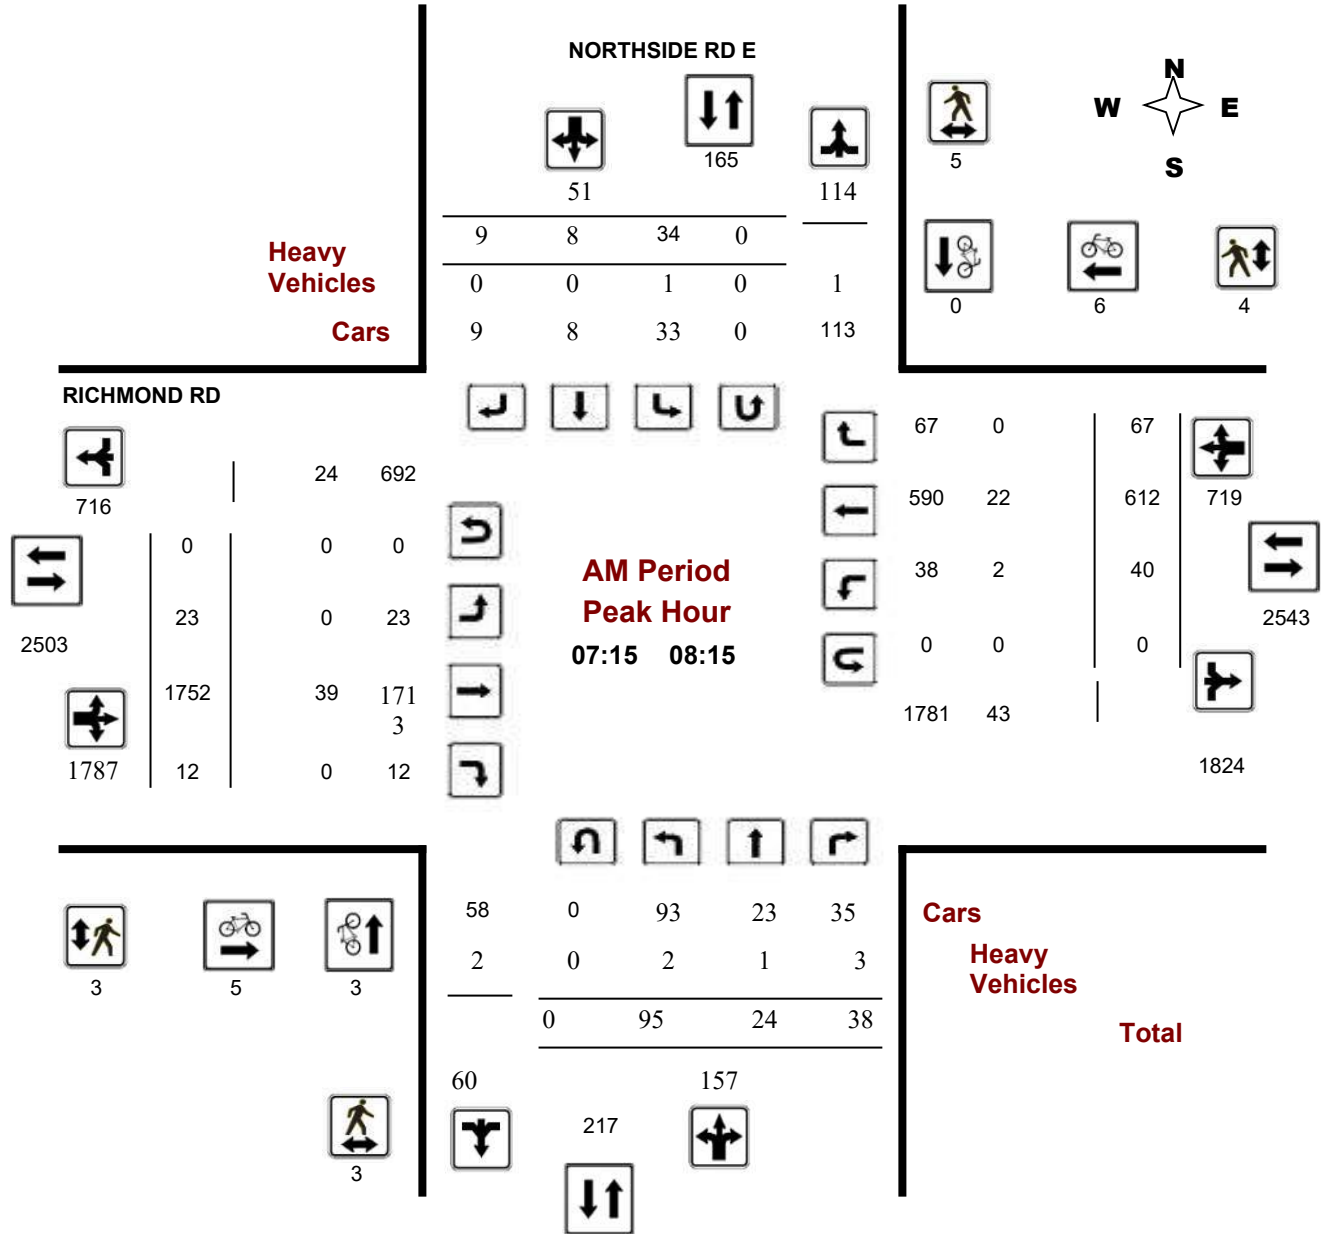 NORTHSIDE RD E
N
W E
S
165
5
51
114
9 8 34 0
Heavy
Vehicles
0 0 1 0 1
0 6 4
Cars
9 8 33 0 113
RICHMOND RD
67 0 67
24 692
716
590 22 612 719
0 0 0
AM Period
38 2 40
Peak Hour
23 0 23
2543
2503
07:15 08:15
0 0 0
1752 39 171
3
1781 43
1787 12 0 12
1824
58 0 93 23 35
Cars
2 0 2 1 3
Heavy
Vehicles
3 5 3
0 95 24 38
Total
60 157
217
3